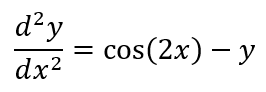 d²y/dx² = cos(2x) − y